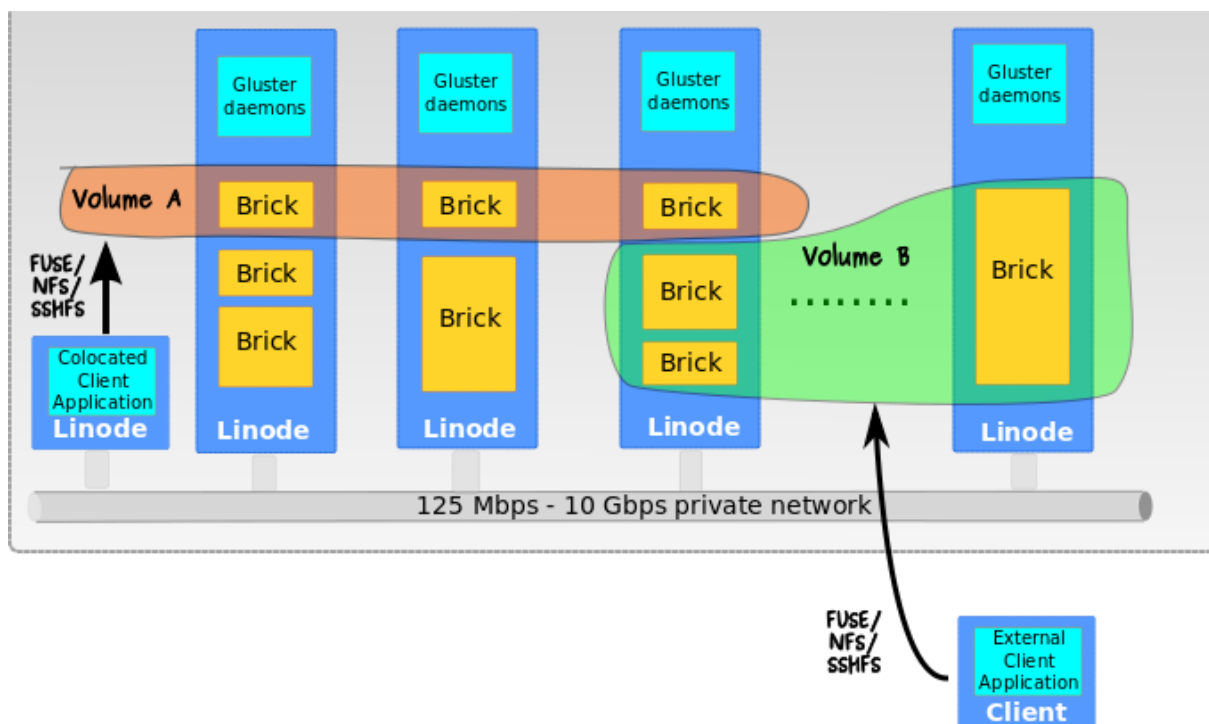 Gluster
daemons
Gluster
daemons
Gluster
daemons
Gluster
daemons
Volume A
Brick
Brick
Brick
Brick
Brick
Brick
Brick
Brick
Volume B
........
Brick
FUSE/
NFS/
SSHFS
Colocated
Client
Application
Linode
Linode
Linode
Linode
Linode
125 Mbps - 10 Gbps private network
FUSE/
NFS/
SSHFS
External
Client
Application
Client